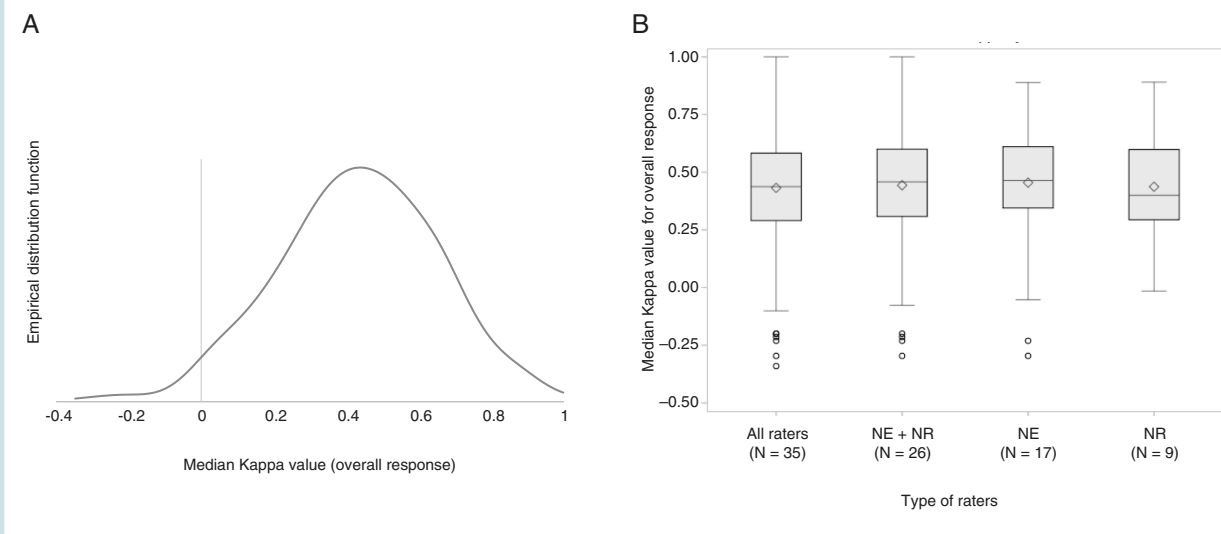 A
Empirical distribution function
-0.4 -0.2 0 0.2 0.4 0.6 0.8 1
Median Kappa value (overall response)
B
Median Kappa value for overall response
1.00
0.75
0.50
0.25
0.00
–0.25
–0.50
All raters NE + NR NE NR
(N = 35) (N = 26) (N = 17) (N = 9)
Type of raters